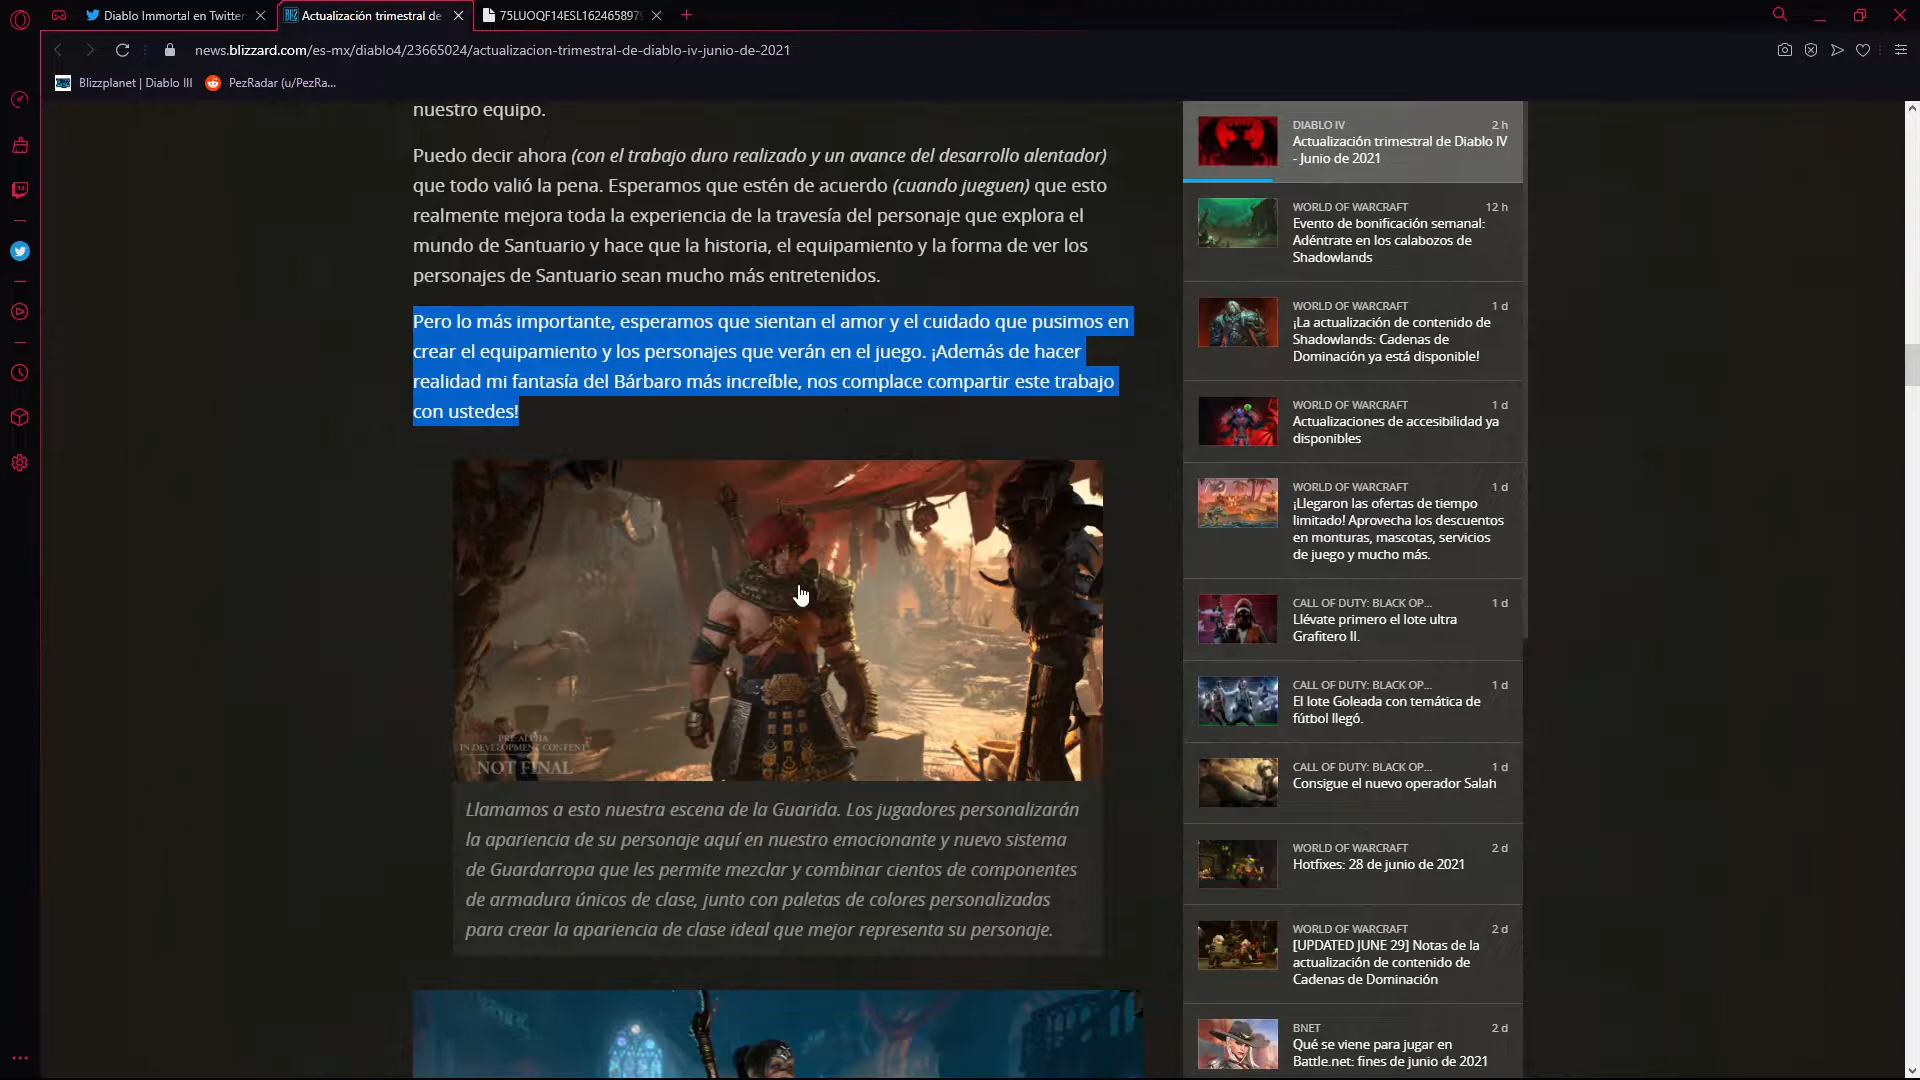 Diablo Immortal en Twitter:
Actualización trimestral de
75LUOQF14ESL162465897
news.blizzard.com/es-mx/diablo4/23665024/actualizacion-trimestral-de-diablo-iv-junio-de-2021
Blizzplanet | Diablo III
PezRadar (u/PezRa...
nuestro equipo.
Puedo decir ahora (con el trabajo duro realizado y un avance del desarrollo alentador)
que todo valió la pena. Esperamos que estén de acuerdo (cuando jueguen) que esto
realmente mejora toda la experiencia de la travesía del personaje que explora el
mundo de Santuario y hace que la historia, el equipamiento y la forma de ver los
personajes de Santuario sean mucho más entretenidos.
Pero lo más importante, esperamos que sientan el amor y el cuidado que pusimos en
crear el equipamiento y los personajes que verán en el juego. ¡Además de hacer
realidad mi fantasía del Bárbaro más increíble, nos complace compartir este trabajo
con ustedes!
PRE-ALPHA
IN DEVELOPMENT CONTENT
NOT FINAL
Llamamos a esto nuestra escena de la Guarida. Los jugadores personalizarán
la apariencia de su personaje aquí en nuestro emocionante y nuevo sistema
de Guardarropa que les permite mezclar y combinar cientos de componentes
de armadura únicos de clase, junto con paletas de colores personalizadas
para crear la apariencia de clase ideal que mejor representa su personaje.
DIABLO IV 2 h
Actualización trimestral de Diablo IV
- Junio de 2021
WORLD OF WARCRAFT 12 h
Evento de bonificación semanal:
Adéntrate en los calabozos de
Shadowlands
WORLD OF WARCRAFT 1 d
¡La actualización de contenido de
Shadowlands: Cadenas de
Dominación ya está disponible!
WORLD OF WARCRAFT 1 d
Actualizaciones de accesibilidad ya
disponibles
WORLD OF WARCRAFT 1 d
¡Llegaron las ofertas de tiempo
limitado! Aprovecha los descuentos
en monturas, mascotas, servicios
de juego y mucho más.
CALL OF DUTY: BLACK OP... 1 d
Llévate primero el lote ultra
Grafitero II.
CALL OF DUTY: BLACK OP... 1 d
El lote Goleada con temática de
fútbol llegó.
CALL OF DUTY: BLACK OP... 1 d
Consigue el nuevo operador Salah
WORLD OF WARCRAFT 2 d
Hotfixes: 28 de junio de 2021
WORLD OF WARCRAFT 2 d
[UPDATED JUNE 29] Notas de la
actualización de contenido de
Cadenas de Dominación
BNET 2 d
Qué se viene para jugar en
Battle.net: fines de junio de 2021